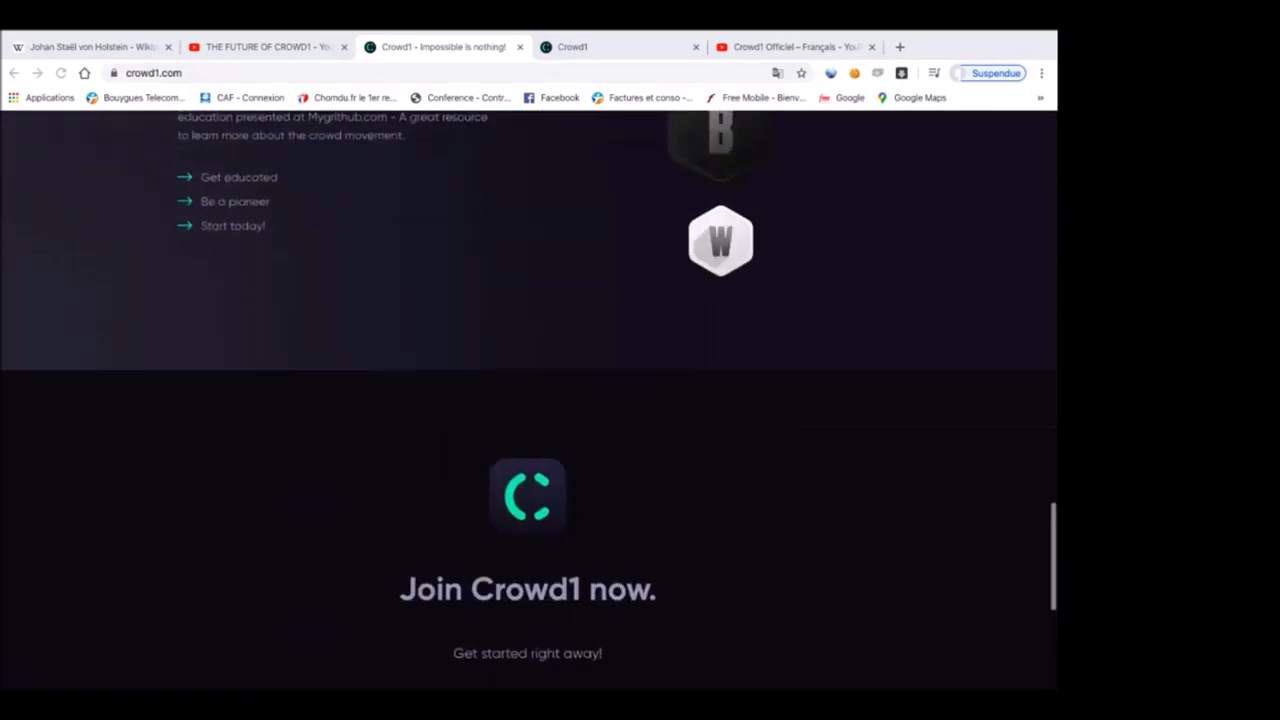 Johan Staël von Holstein - Wikip
THE FUTURE OF CROWD1 - You
Crowd1 - Impossible is nothing!
Crowd1
Crowd1 Officiel – Français - YouT
crowd1.com
Suspendue
Applications
Bouygues Telecom...
CAF - Connexion
Chomdu.fr le 1er re...
Conference - Contr...
Facebook
Factures et conso -...
Free Mobile - Bienv...
Google
Google Maps
»
education presented at Mygrithub.com - A great resource
to learn more about the crowd movement.
Get educated
Be a pioneer
Start today!
B
W
Join Crowd1 now.
Get started right away!